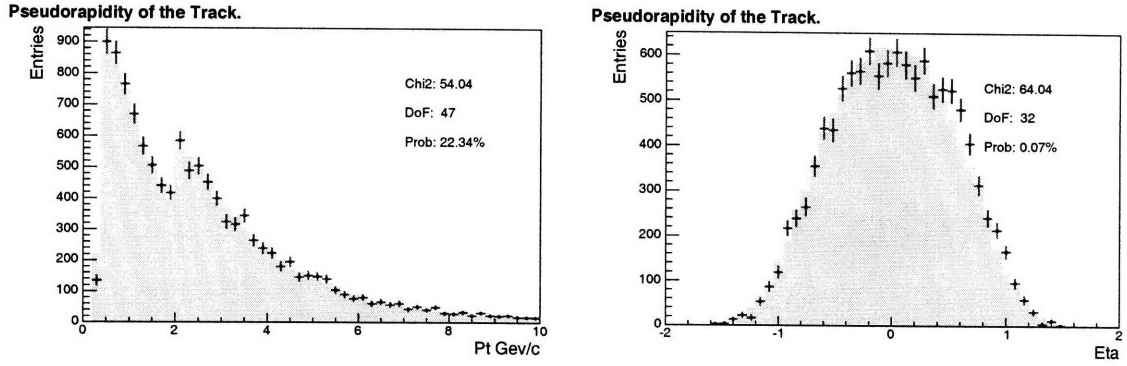 Pseudorapidity of the Track.
Entries
900
800
700
600
500
400
300
200
100
0
0 2 4 6 8 10
Pt Gev/c
Chi2: 54.04
DoF: 47
Prob: 22.34%
Pseudorapidity of the Track.
Entries
600
500
400
300
200
100
0
-2 -1 0 1 2
Eta
Chi2: 64.04
DoF: 32
Prob: 0.07%